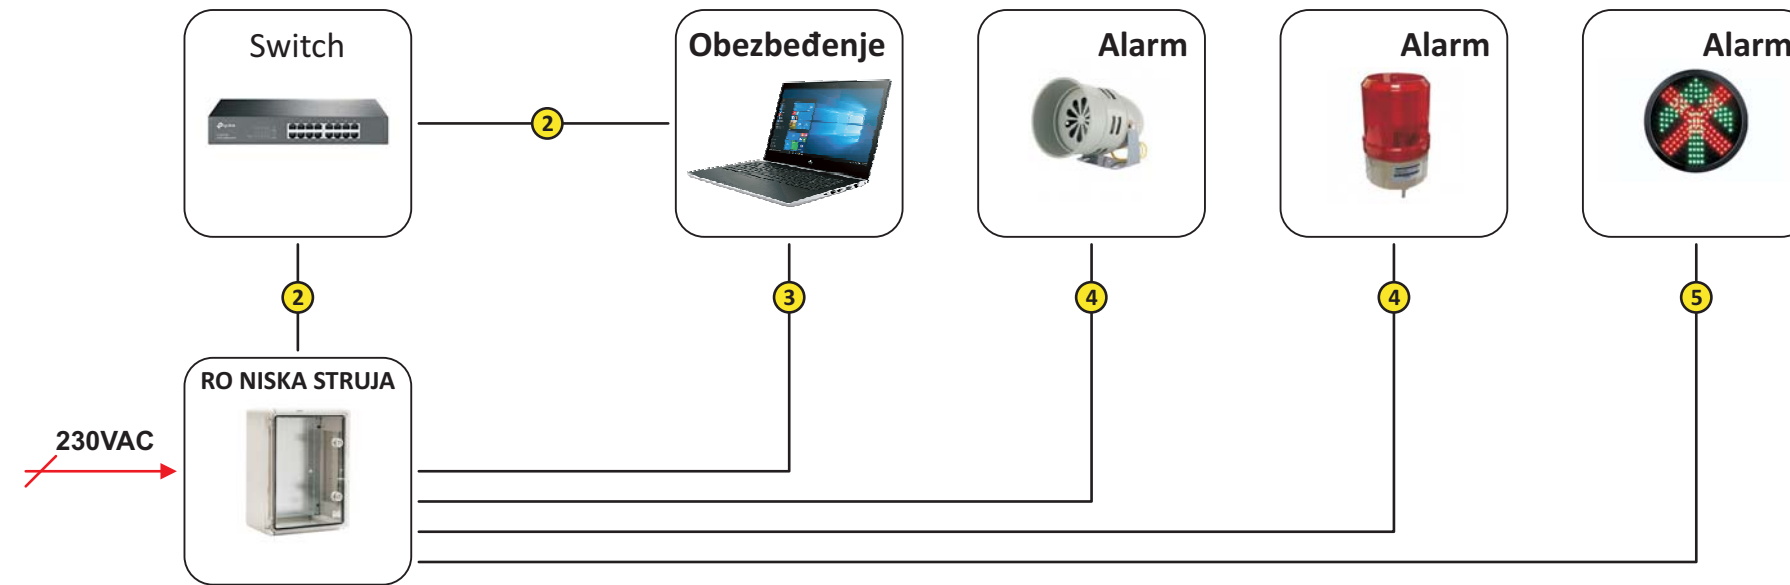 Switch
Obezbeđenje
Alarm
Alarm
Alarm
2
2
3
4
4
5
RO NISKA STRUJA
230VAC